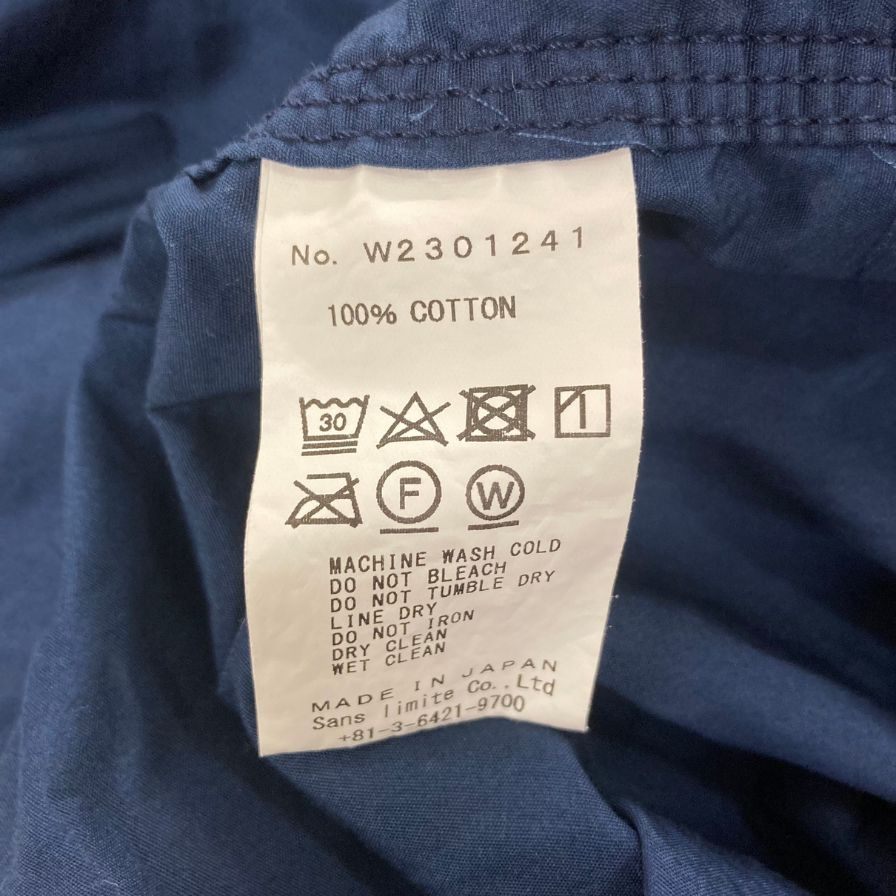 No. W2301241
100% COTTON
30
F W
MACHINE WASH COLD
DO NOT BLEACH
DO NOT TUMBLE DRY
LINE DRY
DO NOT IRON
DRY CLEAN
WET CLEAN
MADE IN JAPAN
Sans limite Co.,Ltd
+81-3-6421-9700